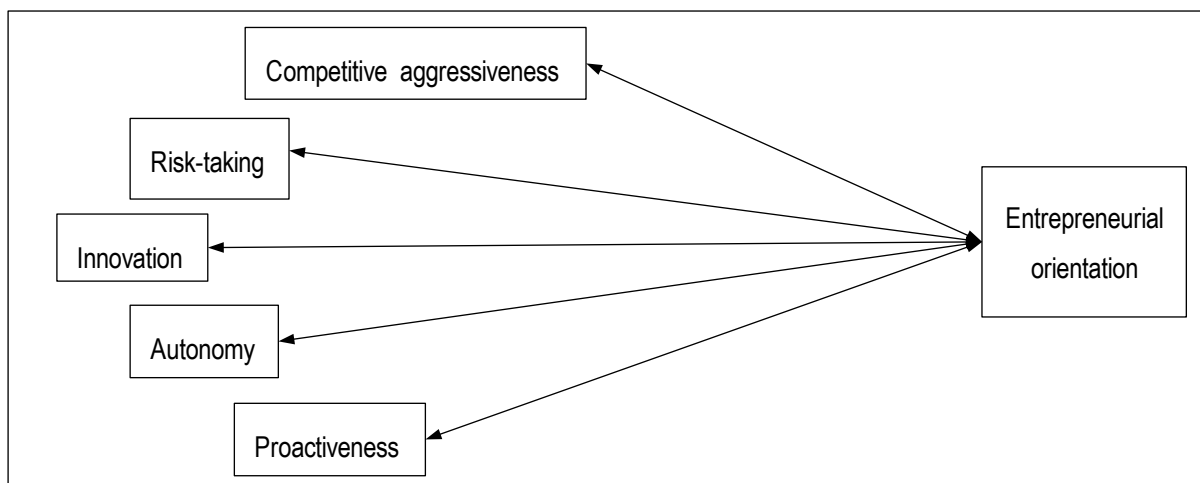 Competitive aggressiveness
Risk-taking
Innovation
Autonomy
Proactiveness
Entrepreneurial
orientation